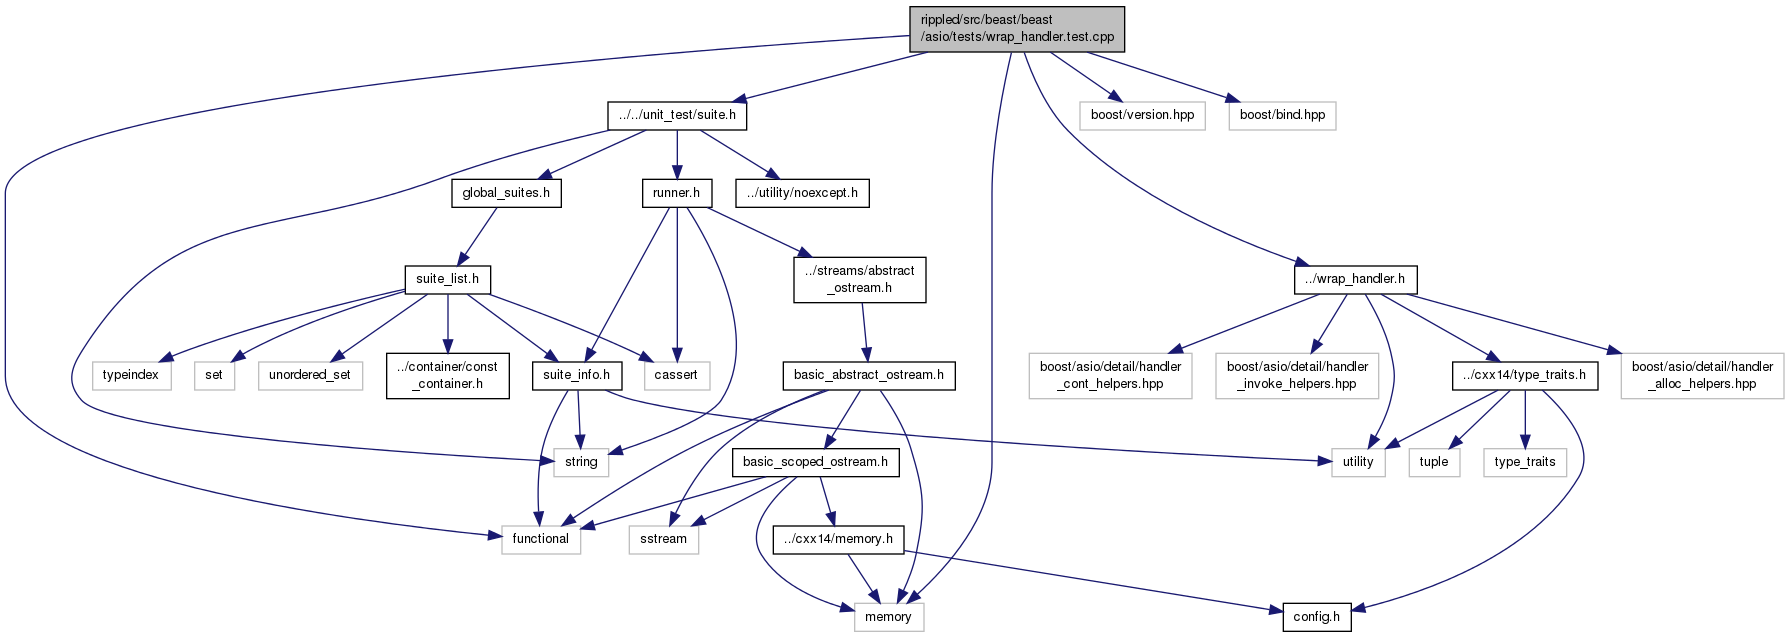 rippled/src/beast/beast
/asio/tests/wrap_handler.test.cpp
../../unit_test/suite.h
boost/version.hpp
boost/bind.hpp
global_suites.h
runner.h
../utility/noexcept.h
suite_list.h
../streams/abstract
_ostream.h
../wrap_handler.h
typeindex
set
unordered_set
../container/const
_container.h
suite_info.h
cassert
basic_abstract_ostream.h
boost/asio/detail/handler
_cont_helpers.hpp
boost/asio/detail/handler
_invoke_helpers.hpp
../cxx14/type_traits.h
boost/asio/detail/handler
_alloc_helpers.hpp
string
basic_scoped_ostream.h
utility
tuple
type_traits
functional
sstream
../cxx14/memory.h
memory
config.h